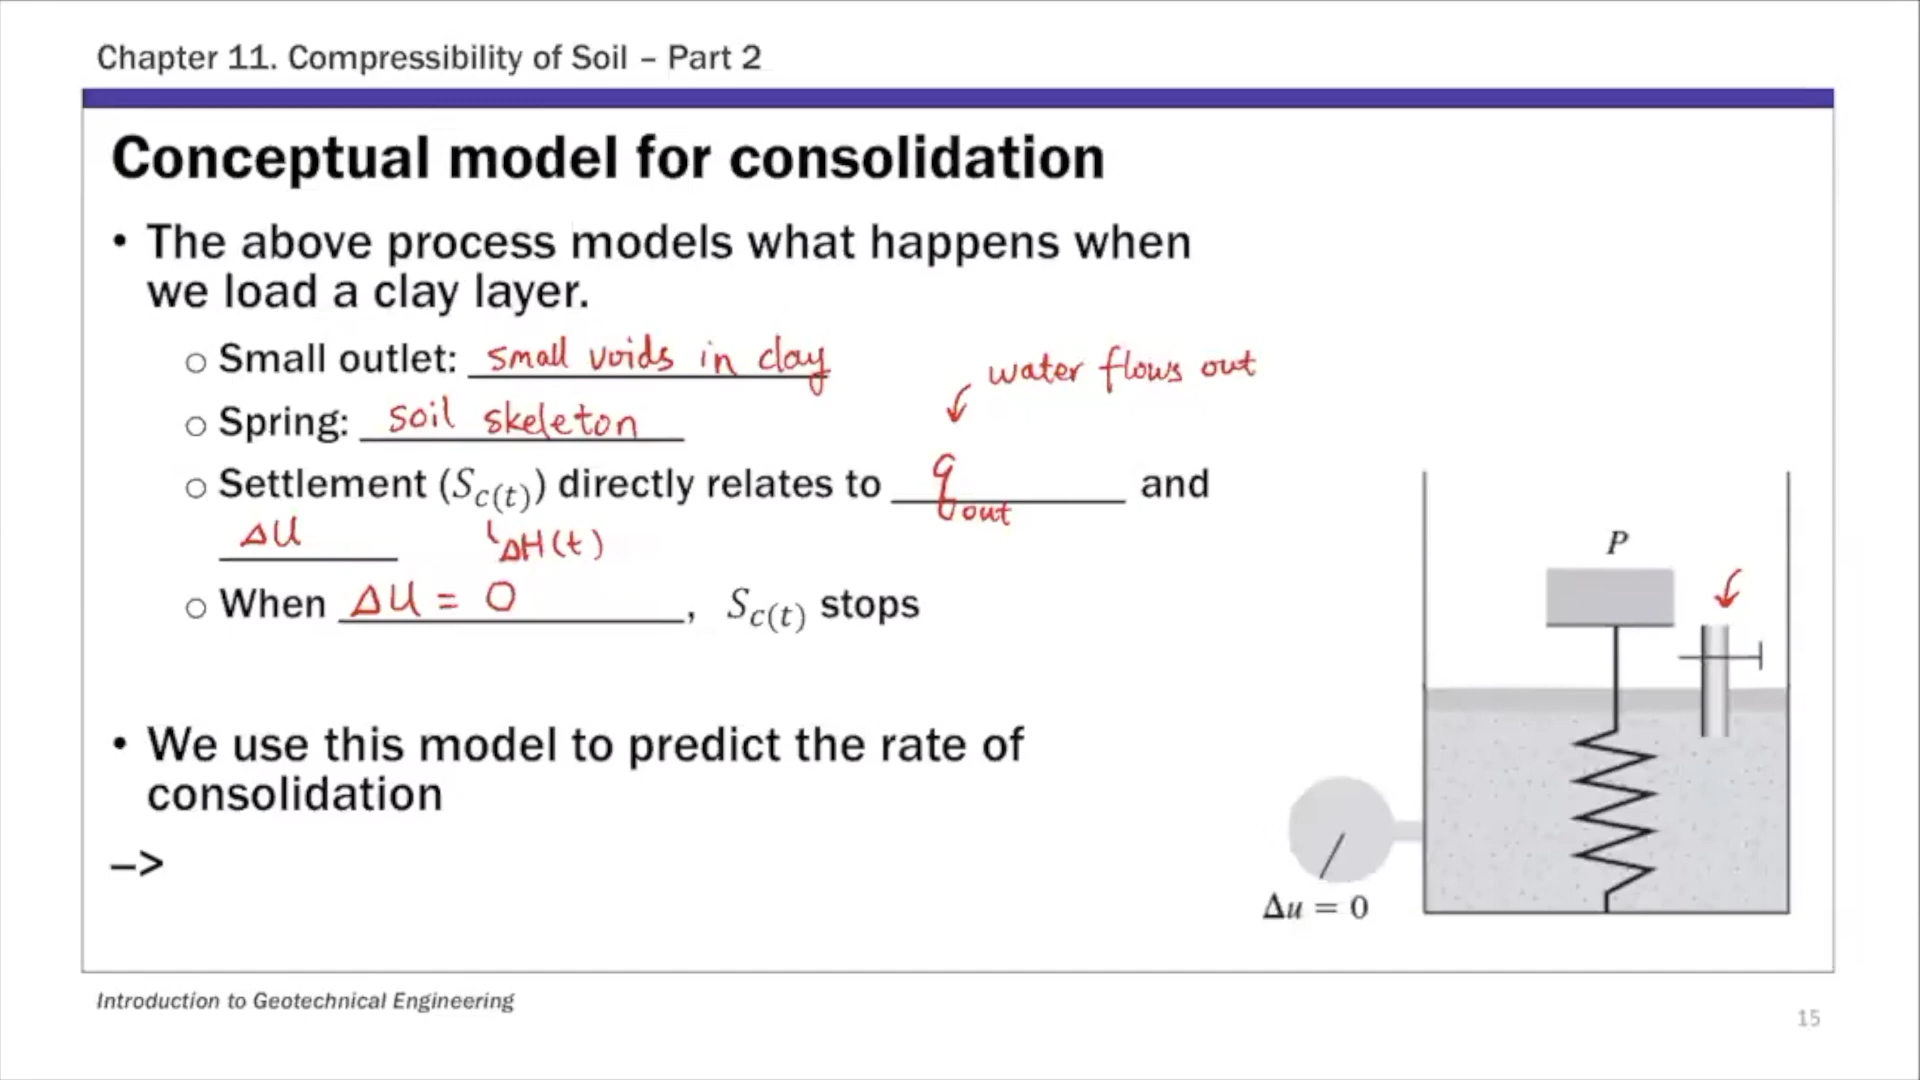 Chapter 11. Compressibility of Soil – Part 2
Conceptual model for consolidation
• The above process models what happens when
we load a clay layer.
○ Small outlet: small voids in clay
water flows out
○ Spring: soil skeleton
○ Settlement (S_c(t)) directly relates to q_out and
ΔU
ΔH(t)
○ When ΔU = 0, S_c(t) stops
• We use this model to predict the rate of
consolidation
–>
P
Δu = 0
Introduction to Geotechnical Engineering
15